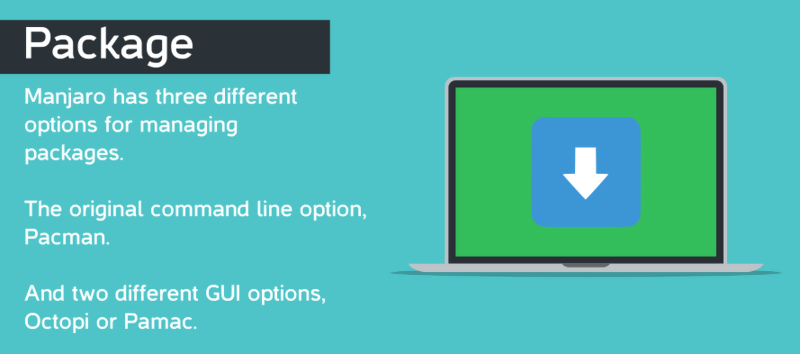 Package
Manjaro has three different
options for managing
packages.
The original command line option,
Pacman.
And two different GUI options,
Octopi or Pamac.